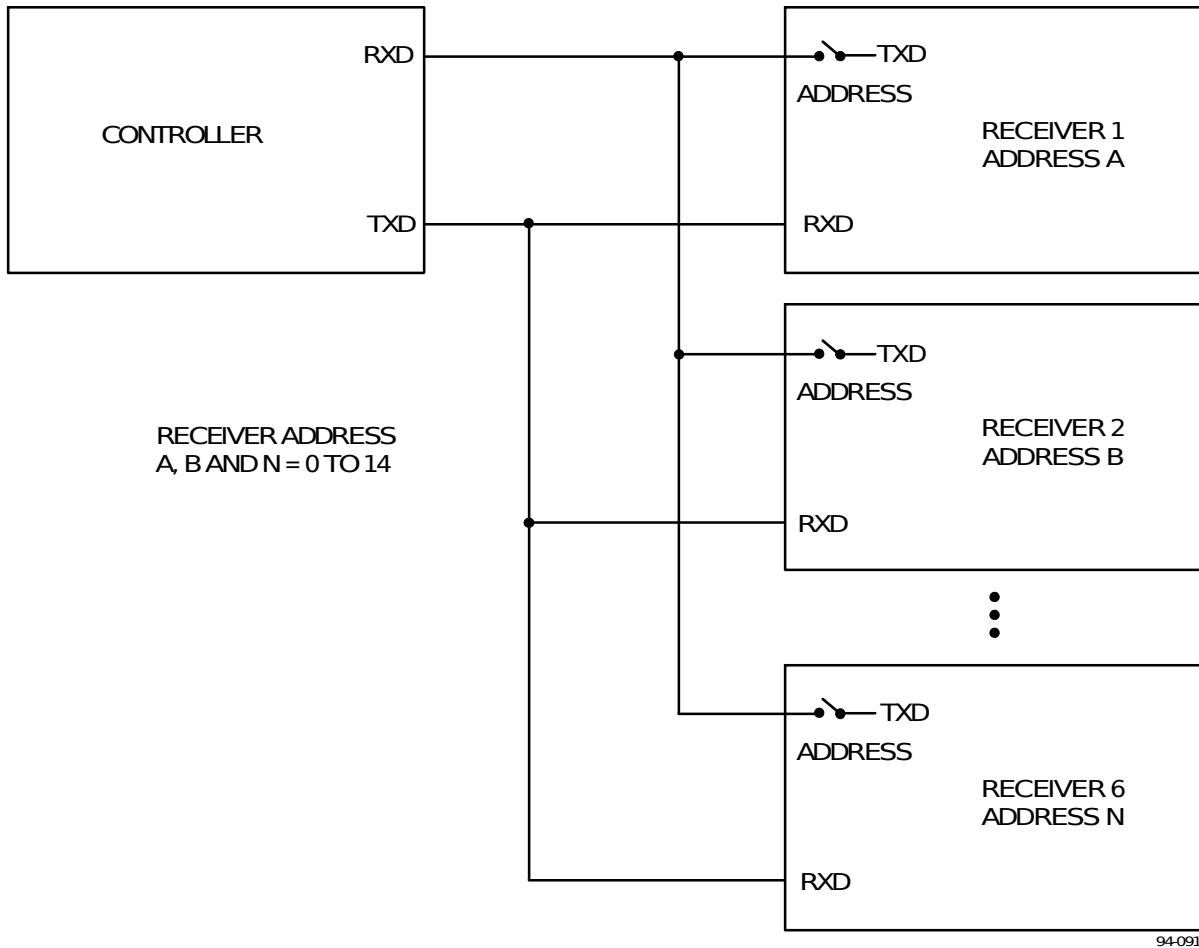 CONTROLLER
RXD
TXD
TXD
ADDRESS
RECEIVER 1
ADDRESS A
RXD
TXD
ADDRESS
RECEIVER 2
ADDRESS B
RXD
RECEIVER ADDRESS
A, B AND N = 0 TO 14
TXD
ADDRESS
RECEIVER 6
ADDRESS N
RXD
94-091